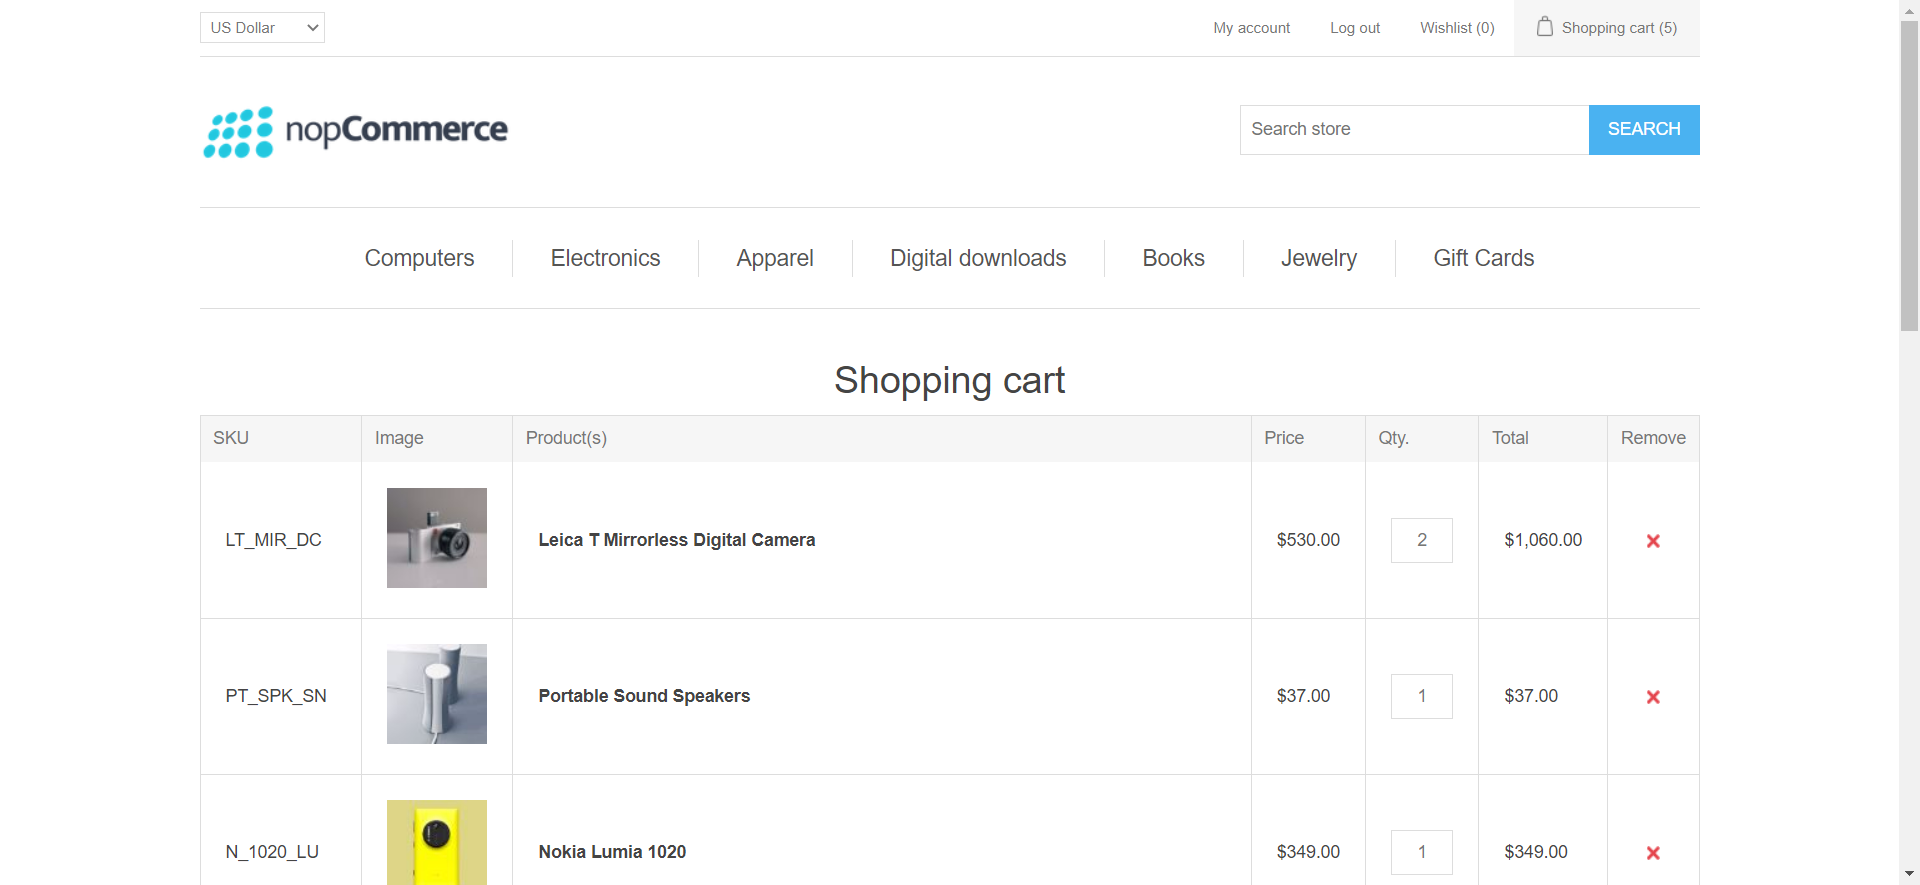 US Dollar
My account
Log out
Wishlist (0)
Shopping cart (5)
nopCommerce
Search store
SEARCH
Computers
Electronics
Apparel
Digital downloads
Books
Jewelry
Gift Cards
Shopping cart
SKU Image Product(s) Price Qty. Total Remove
LT_MIR_DC Leica T Mirrorless Digital Camera $530.00 2 $1,060.00
PT_SPK_SN Portable Sound Speakers $37.00 1 $37.00
N_1020_LU Nokia Lumia 1020 $349.00 1 $349.00